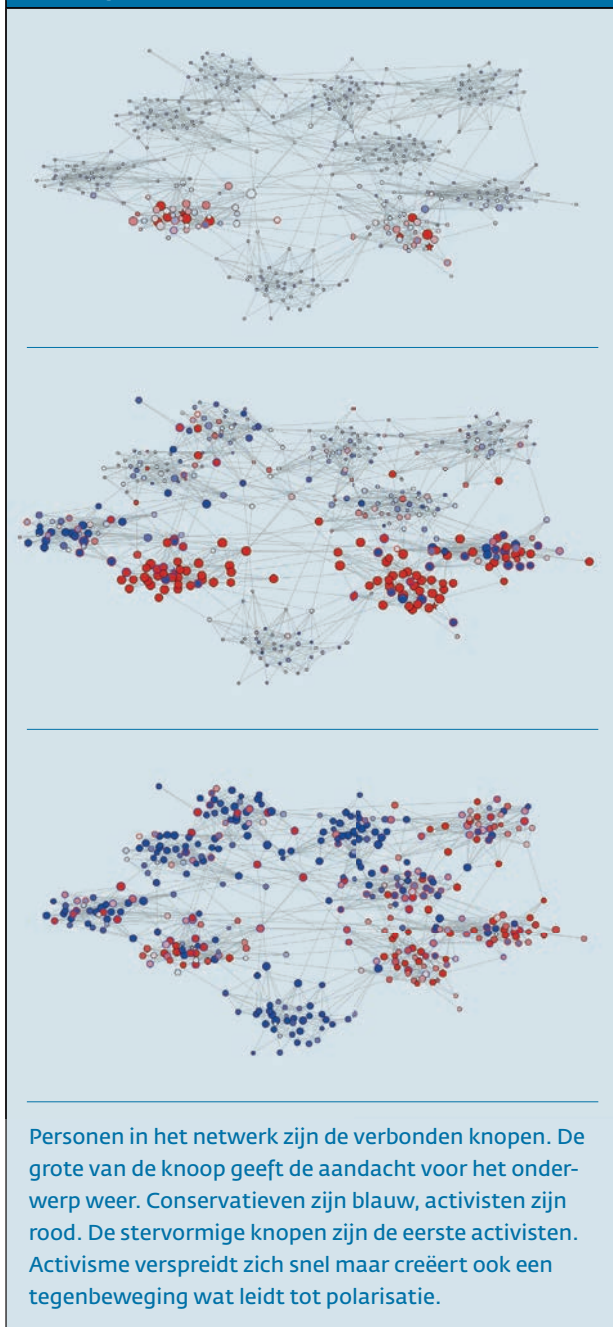 Personen in het netwerk zijn de verbonden knopen. De
grote van de knoop geeft de aandacht voor het onder-
werp weer. Conservatieven zijn blauw, activisten zijn
rood. De stervormige knopen zijn de eerste activisten.
Activisme verspreidt zich snel maar creëert ook een
tegenbeweging wat leidt tot polarisatie.